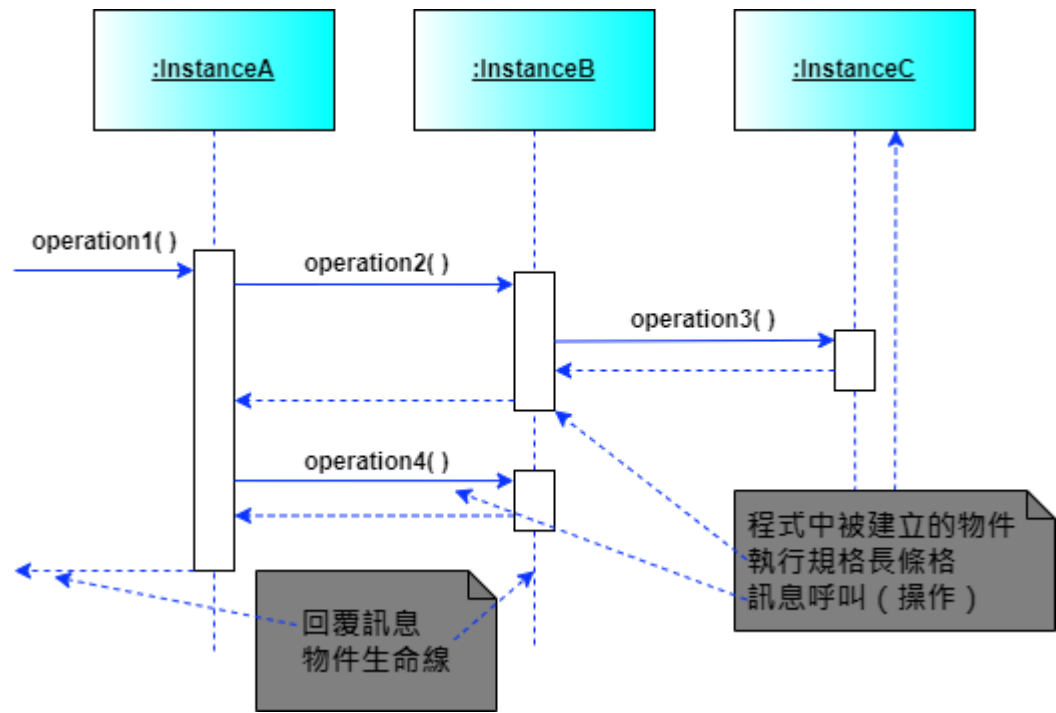 :InstanceA
:InstanceB
:InstanceC
operation1( )
operation2( )
operation3( )
operation4( )
程式中被建立的物件
執行規格長條格
訊息呼叫（操作）
回覆訊息
物件生命線